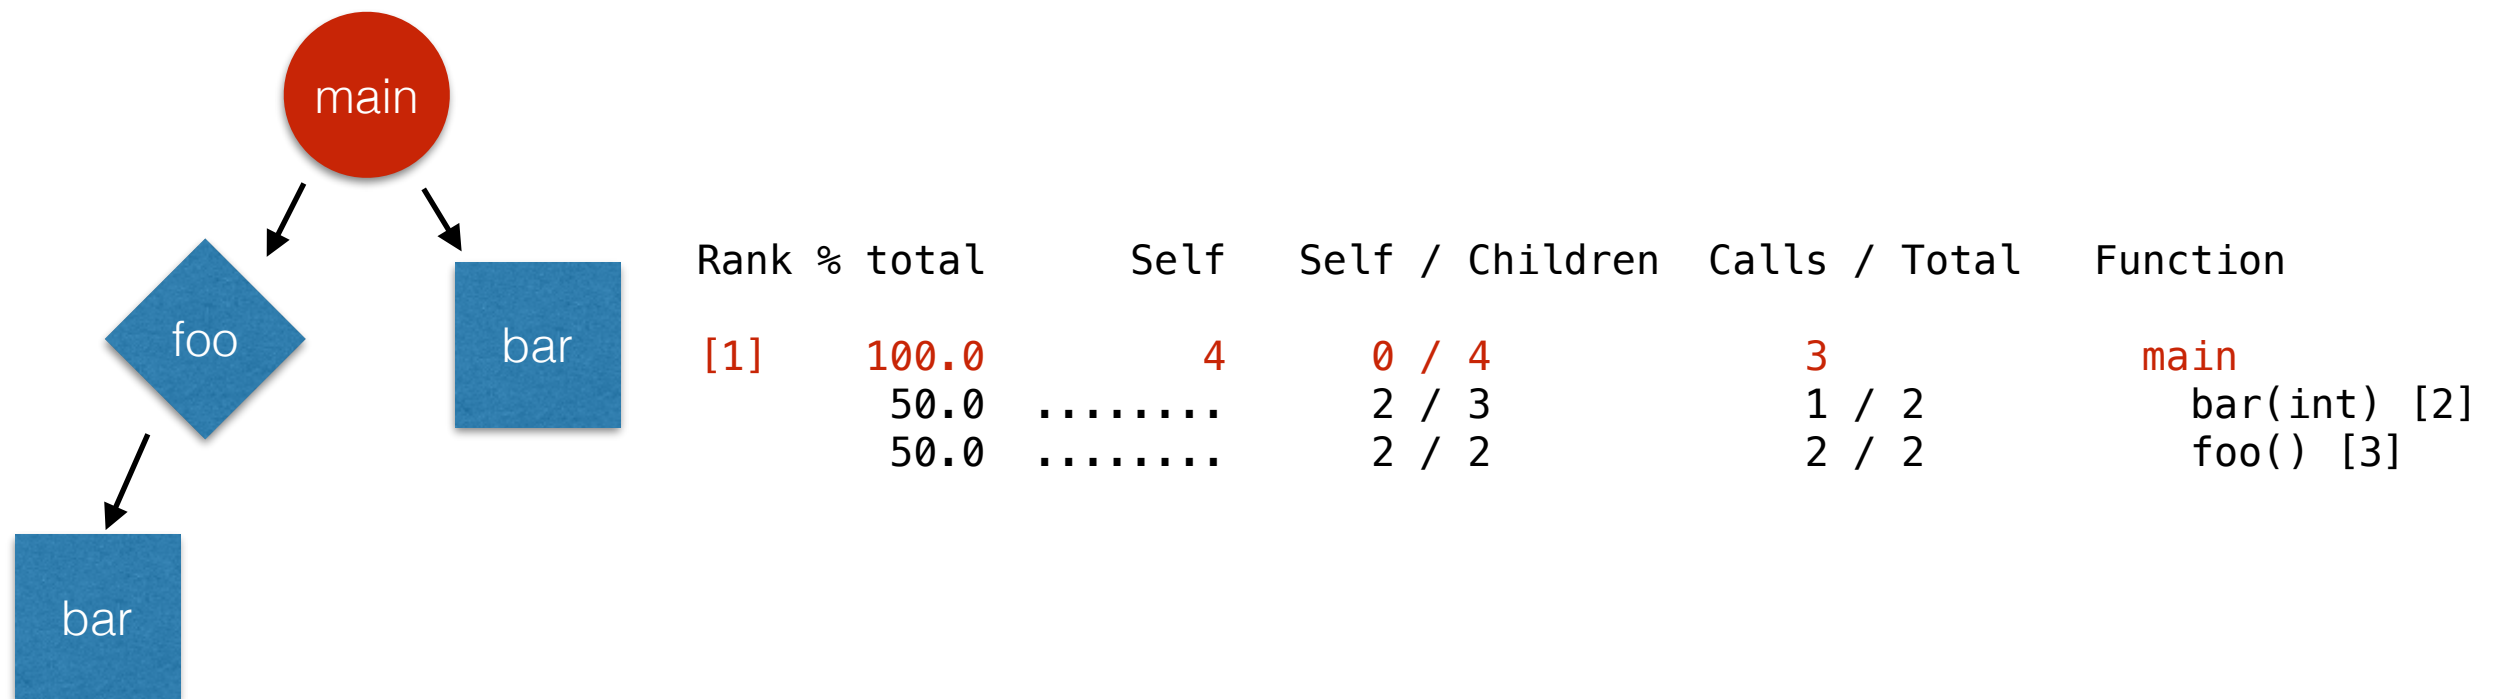 main
foo
bar
bar
Rank % total Self Self / Children Calls / Total Function
[1] 100.0 4 0 / 4 3 main
50.0 ........ 2 / 3 1 / 2 bar(int) [2]
50.0 ........ 2 / 2 2 / 2 foo() [3]